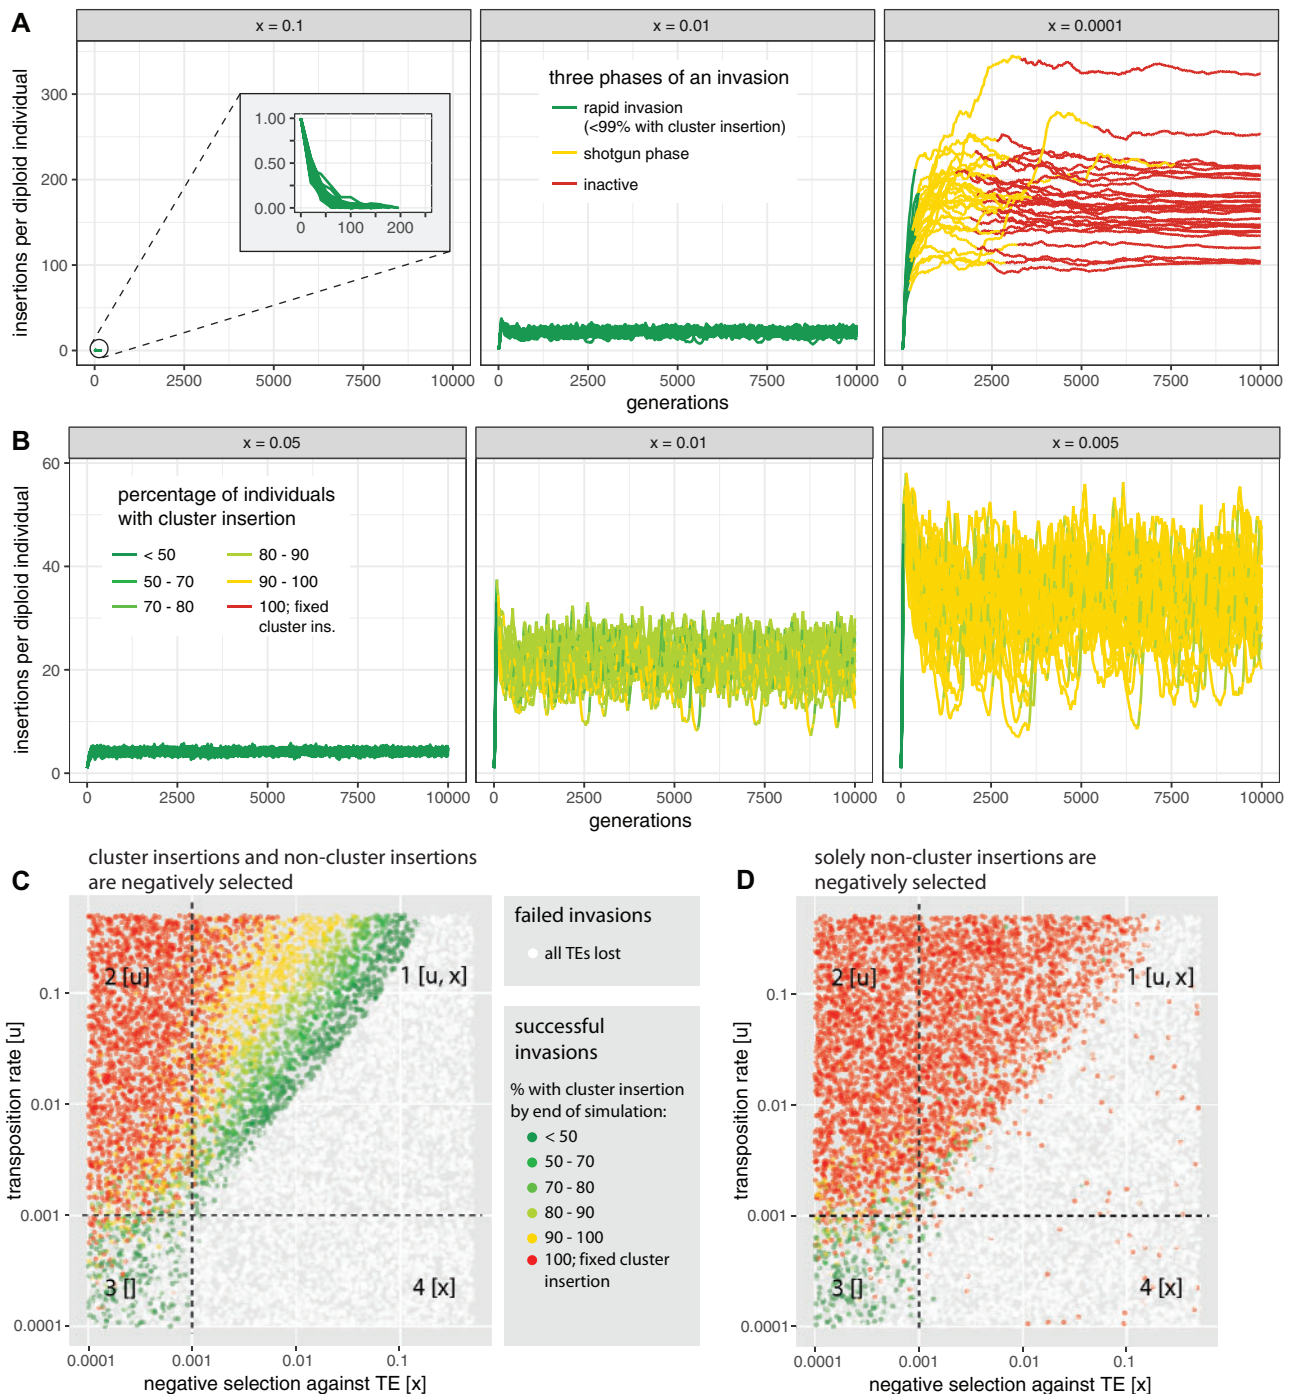 A
x = 0.1
x = 0.01
x = 0.0001
insertions per diploid individual
300
200
100
0
1.00
0.50
0.00
0 100 200
three phases of an invasion
rapid invasion
(<99% with cluster insertion)
shotgun phase
inactive
0 2500 5000 7500 10000
0 2500 5000 7500 10000
0 2500 5000 7500 10000
generations
B
x = 0.05
x = 0.01
x = 0.005
insertions per diploid individual
60
40
20
0
percentage of individuals
with cluster insertion
< 50
50 - 70
70 - 80
80 - 90
90 - 100
100; fixed
cluster ins.
0 2500 5000 7500 10000
0 2500 5000 7500 10000
0 2500 5000 7500 10000
generations
C
cluster insertions and non-cluster insertions
are negatively selected
transposition rate [u]
0.1
0.01
0.001
0.0001
2 [u]
1 [u, x]
3 []
4 [x]
0.0001 0.001 0.01 0.1
negative selection against TE [x]
failed invasions
all TEs lost
successful
invasions
% with cluster insertion
by end of simulation:
< 50
50 - 70
70 - 80
80 - 90
90 - 100
100; fixed cluster
insertion
D
solely non-cluster insertions are
negatively selected
transposition rate [u]
0.1
0.01
0.001
0.0001
2 [u]
1 [u, x]
3 []
4 [x]
0.0001 0.001 0.01 0.1
negative selection against TE [x]